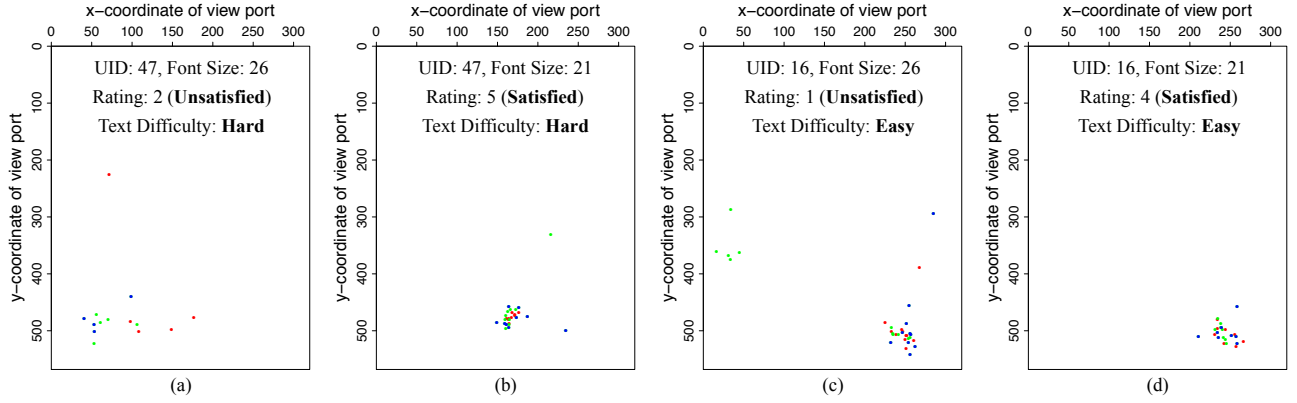 x-coordinate of view port
0 50 100 150 200 250 300
y-coordinate of view port
0 100 200 300 400 500
UID: 47, Font Size: 26
Rating: 2 (Unsatisfied)
Text Difficulty: Hard
(a)
x-coordinate of view port
0 50 100 150 200 250 300
y-coordinate of view port
0 100 200 300 400 500
UID: 47, Font Size: 21
Rating: 5 (Satisfied)
Text Difficulty: Hard
(b)
x-coordinate of view port
0 50 100 150 200 250 300
y-coordinate of view port
0 100 200 300 400 500
UID: 16, Font Size: 26
Rating: 1 (Unsatisfied)
Text Difficulty: Easy
(c)
x-coordinate of view port
0 50 100 150 200 250 300
y-coordinate of view port
0 100 200 300 400 500
UID: 16, Font Size: 21
Rating: 4 (Satisfied)
Text Difficulty: Easy
(d)